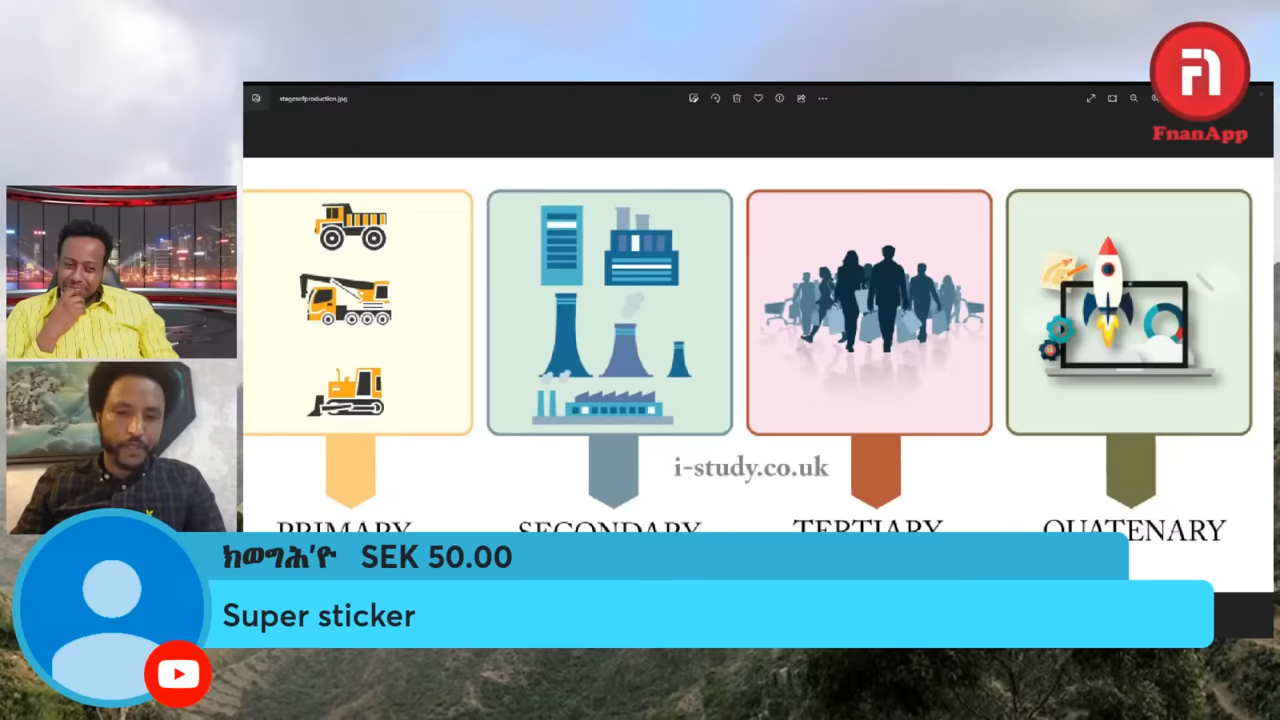 FnanApp
stagesofproduction.jpg
i-study.co.uk
PRIMARY
SECONDARY
TERTIARY
QUATENARY
ክወግሕ'ዮ SEK 50.00
Super sticker